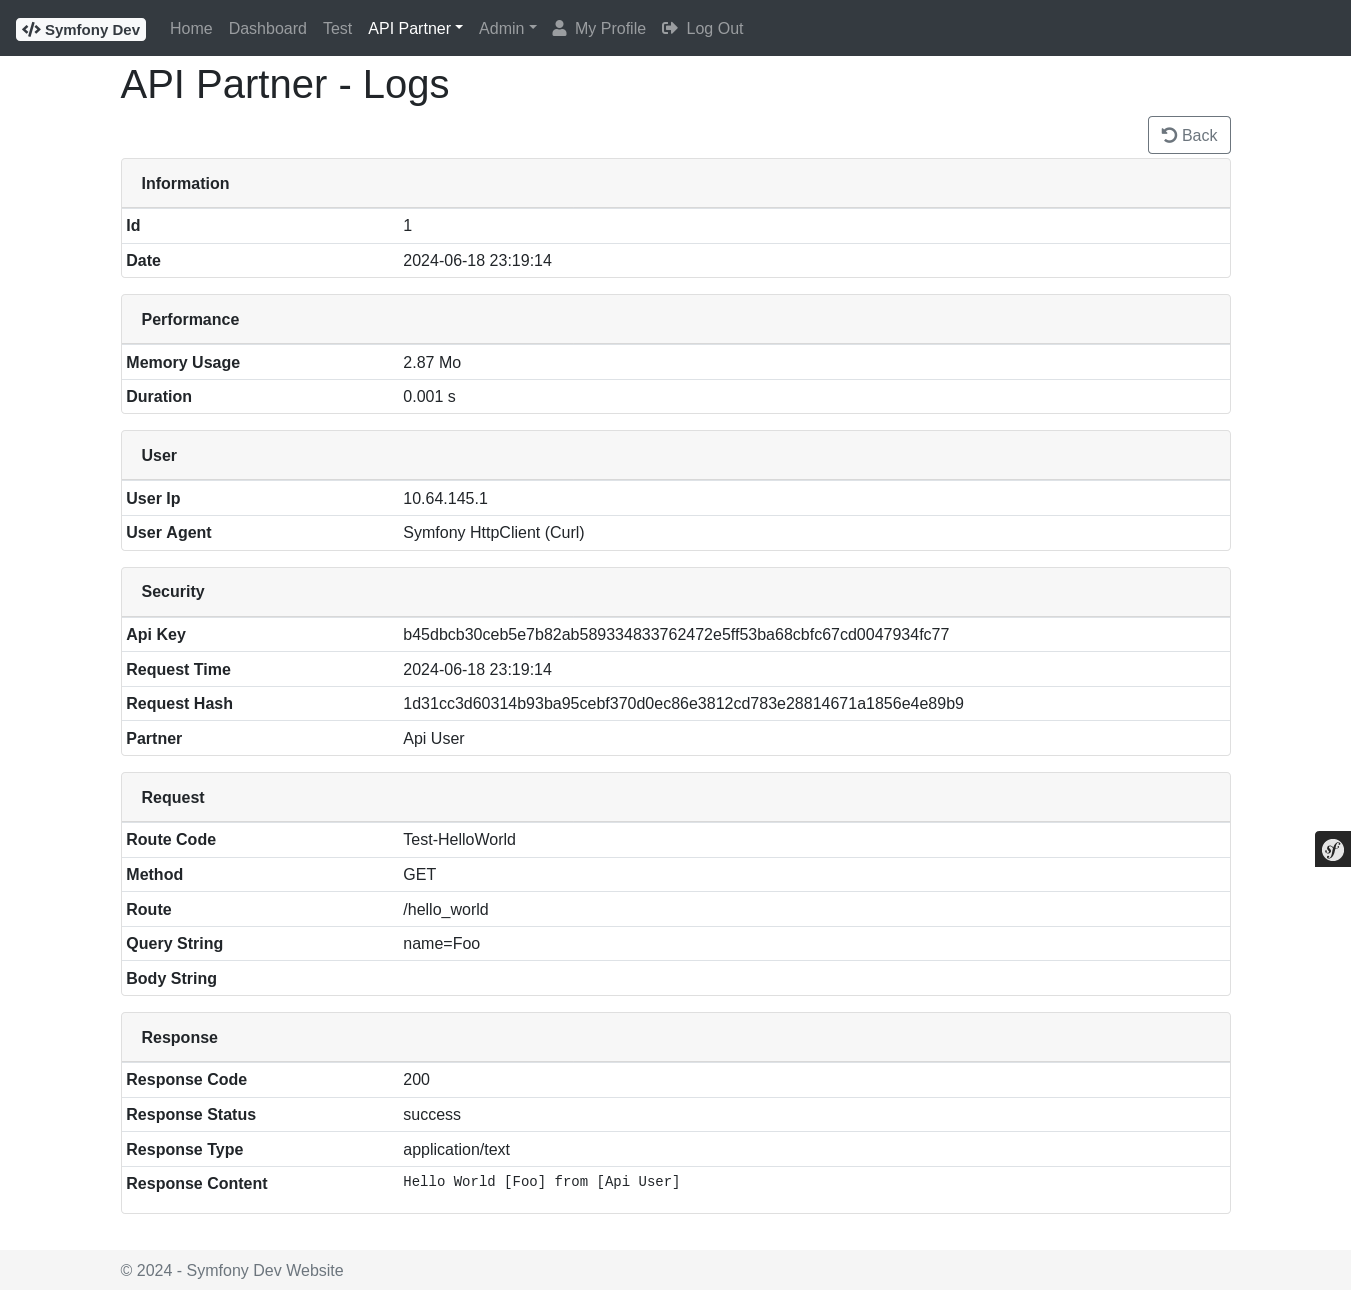 Symfony Dev Home Dashboard Test API Partner Admin My Profile Log Out
API Partner - Logs
Back
Information
Id 1
Date 2024-06-18 23:19:14
Performance
Memory Usage 2.87 Mo
Duration 0.001 s
User
User Ip 10.64.145.1
User Agent Symfony HttpClient (Curl)
Security
Api Key b45dbcb30ceb5e7b82ab589334833762472e5ff53ba68cbfc67cd0047934fc77
Request Time 2024-06-18 23:19:14
Request Hash 1d31cc3d60314b93ba95cebf370d0ec86e3812cd783e28814671a1856e4e89b9
Partner Api User
Request
Route Code Test-HelloWorld
Method GET
Route /hello_world
Query String name=Foo
Body String
Response
Response Code 200
Response Status success
Response Type application/text
Response Content Hello World [Foo] from [Api User]
© 2024 - Symfony Dev Website